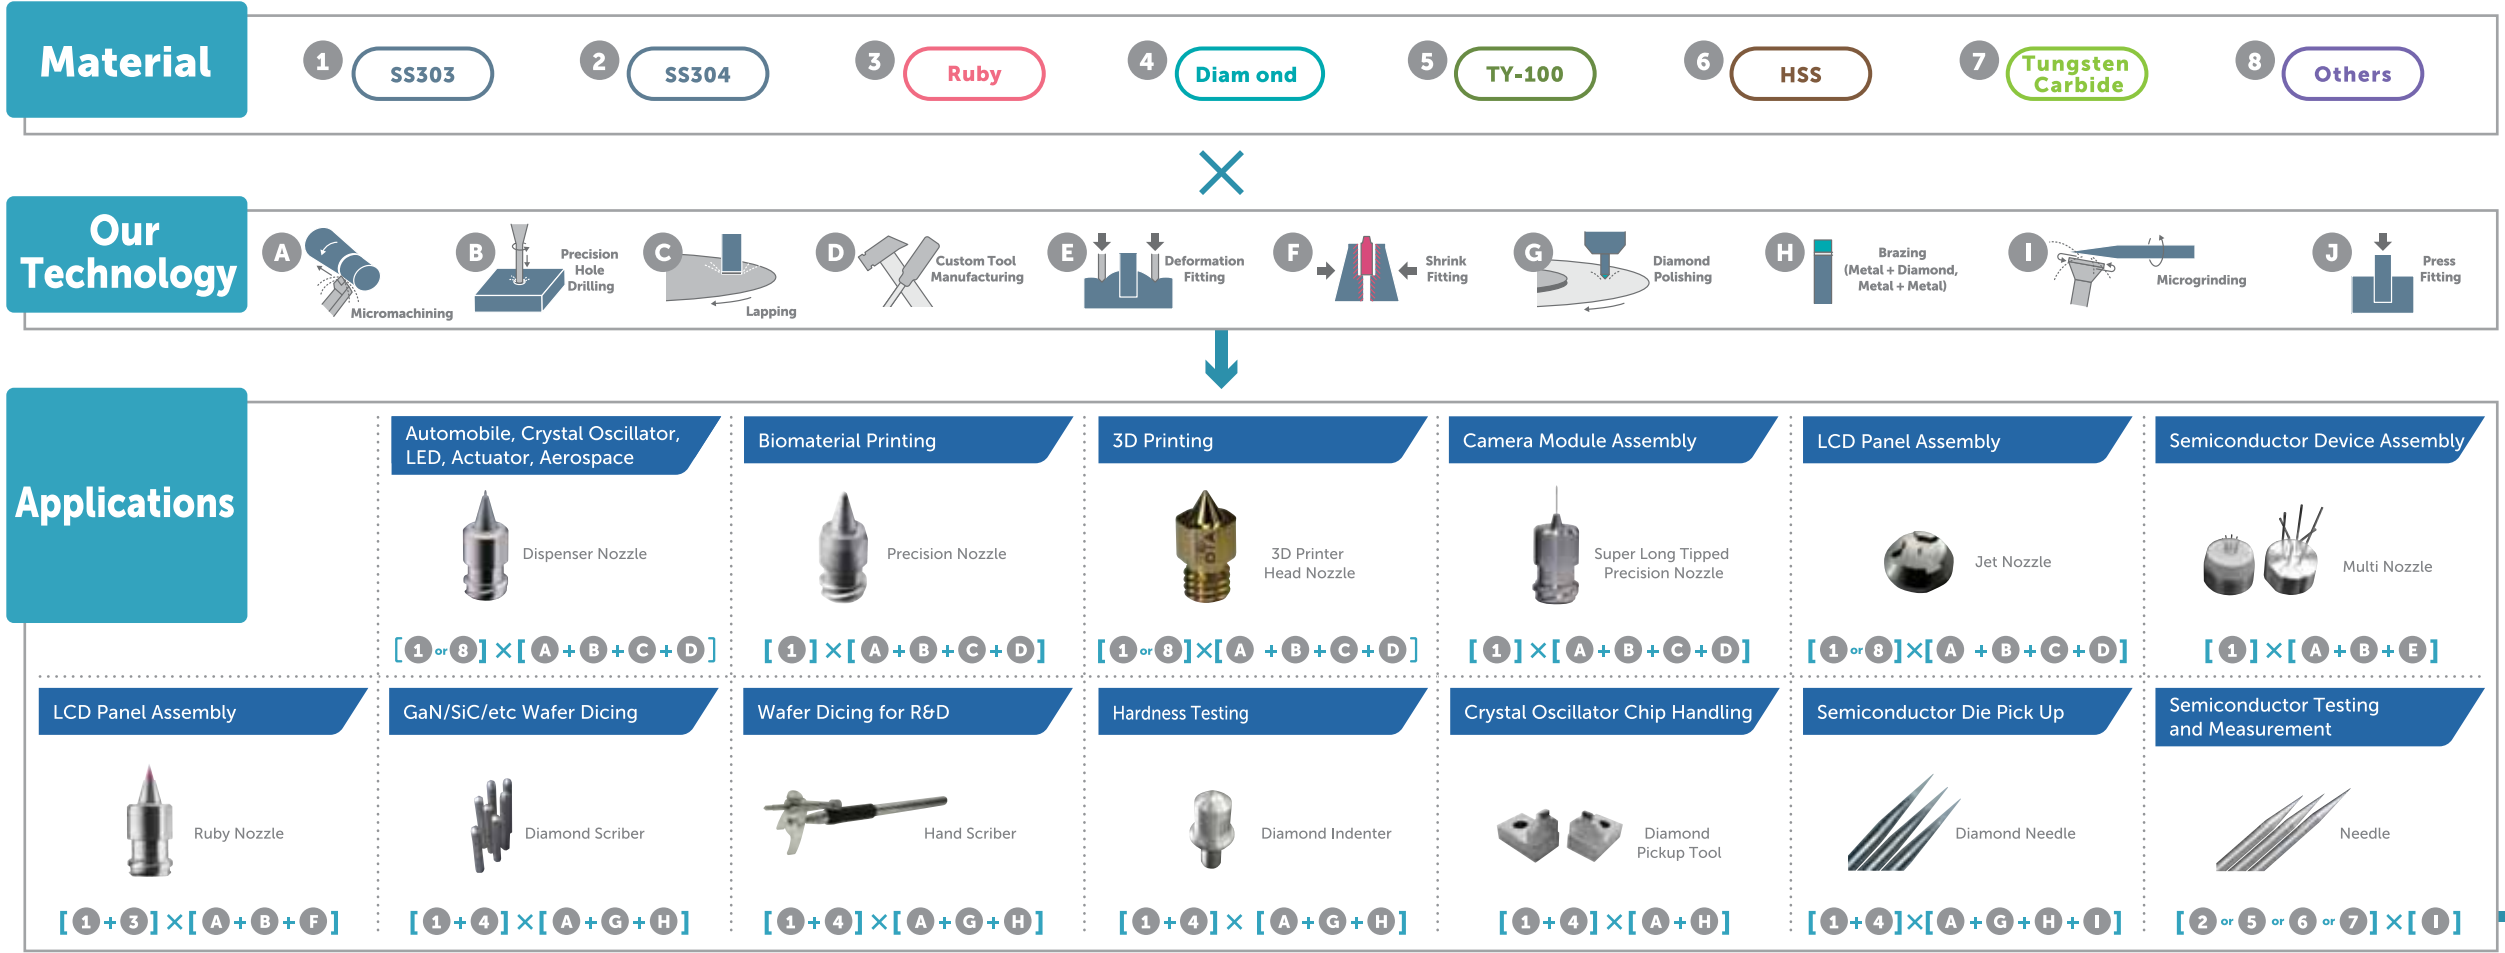 Material
1 SS303
2 SS304
3 Ruby
4 Diam ond
5 TY-100
6 HSS
7 Tungsten
Carbide
8 Others
Our
Technology
A Micromachining
B Precision
Hole
Drilling
C Lapping
D Custom Tool
Manufacturing
E Deformation
Fitting
F Shrink
Fitting
G Diamond
Polishing
H Brazing
(Metal + Diamond,
Metal + Metal)
I Microgrinding
J Press
Fitting
Applications
Automobile, Crystal Oscillator,
LED, Actuator, Aerospace
Dispenser Nozzle
[1 or 8] × [A + B + C + D]
Biomaterial Printing
Precision Nozzle
[1] × [A + B + C + D]
3D Printing
3D Printer
Head Nozzle
[1 or 8] × [A + B + C + D]
Camera Module Assembly
Super Long Tipped
Precision Nozzle
[1] × [A + B + C + D]
LCD Panel Assembly
Jet Nozzle
[1 or 8] × [A + B + C + D]
Semiconductor Device Assembly
Multi Nozzle
[1] × [A + B + E]
LCD Panel Assembly
Ruby Nozzle
[1 + 3] × [A + B + F]
GaN/SiC/etc Wafer Dicing
Diamond Scriber
[1 + 4] × [A + G + H]
Wafer Dicing for R&D
Hand Scriber
[1 + 4] × [A + G + H]
Hardness Testing
Diamond Indenter
[1 + 4] × [A + G + H]
Crystal Oscillator Chip Handling
Diamond
Pickup Tool
[1 + 4] × [A + H]
Semiconductor Die Pick Up
Diamond Needle
[1 + 4] × [A + G + H + I]
Semiconductor Testing
and Measurement
Needle
[2 or 5 or 6 or 7] × [I]